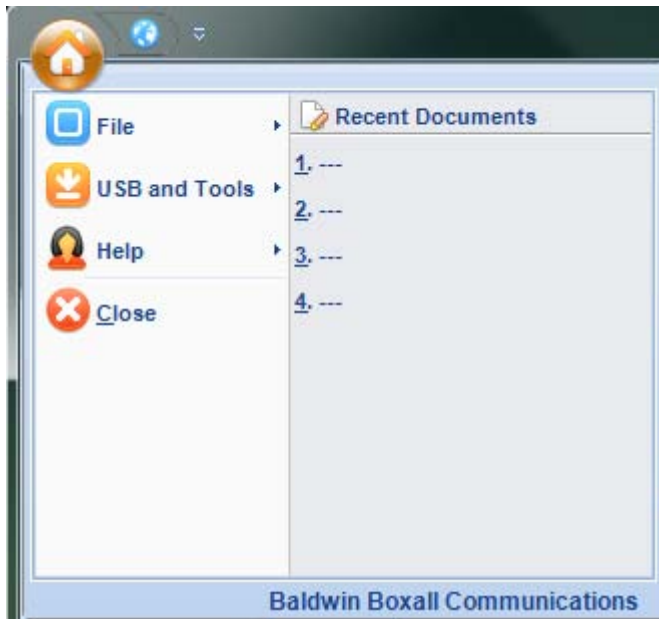 File
USB and Tools
Help
Close
Recent Documents
1. ---
2. ---
3. ---
4. ---
Baldwin Boxall Communications